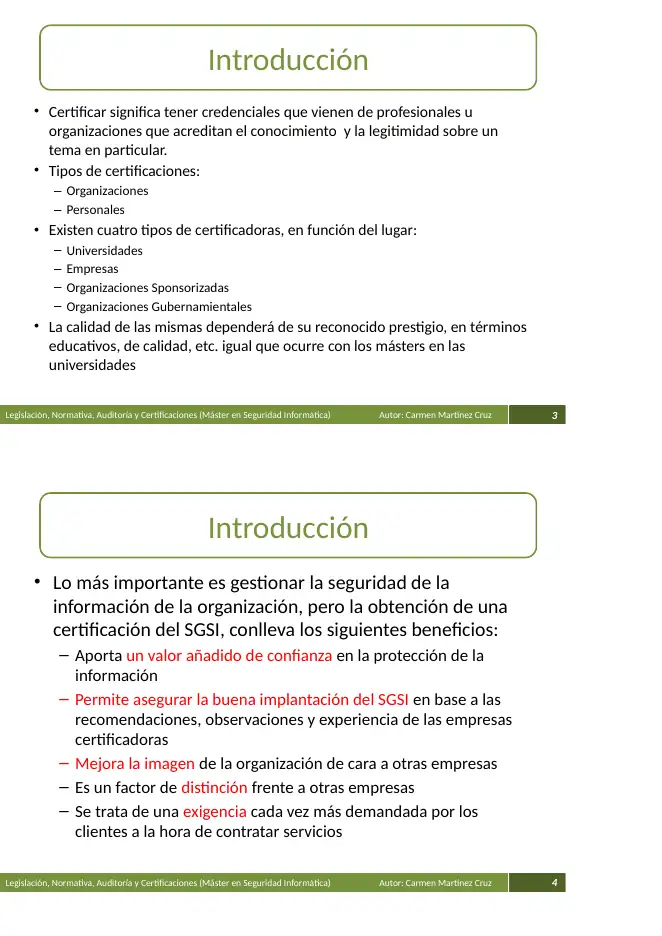 Introducción
• Certificar significa tener credenciales que vienen de profesionales u
organizaciones que acreditan el conocimiento  y la legitimidad sobre un
tema en particular.
• Tipos de certificaciones:
– Organizaciones
– Personales
• Existen cuatro tipos de certificadoras, en función del lugar:
– Universidades
– Empresas
– Organizaciones Sponsorizadas
– Organizaciones Gubernamientales
• La calidad de las mismas dependerá de su reconocido prestigio, en términos
educativos, de calidad, etc. igual que ocurre con los másters en las
universidades
Legislación, Normativa, Auditoría y Certificaciones (Máster en Seguridad Informática) Autor: Carmen Martínez Cruz 3
Introducción
• Lo más importante es gestionar la seguridad de la
información de la organización, pero la obtención de una
certificación del SGSI, conlleva los siguientes beneficios:
– Aporta un valor añadido de confianza en la protección de la
información
– Permite asegurar la buena implantación del SGSI en base a las
recomendaciones, observaciones y experiencia de las empresas
certificadoras
– Mejora la imagen de la organización de cara a otras empresas
– Es un factor de distinción frente a otras empresas
– Se trata de una exigencia cada vez más demandada por los
clientes a la hora de contratar servicios
Legislación, Normativa, Auditoría y Certificaciones (Máster en Seguridad Informática) Autor: Carmen Martínez Cruz 4